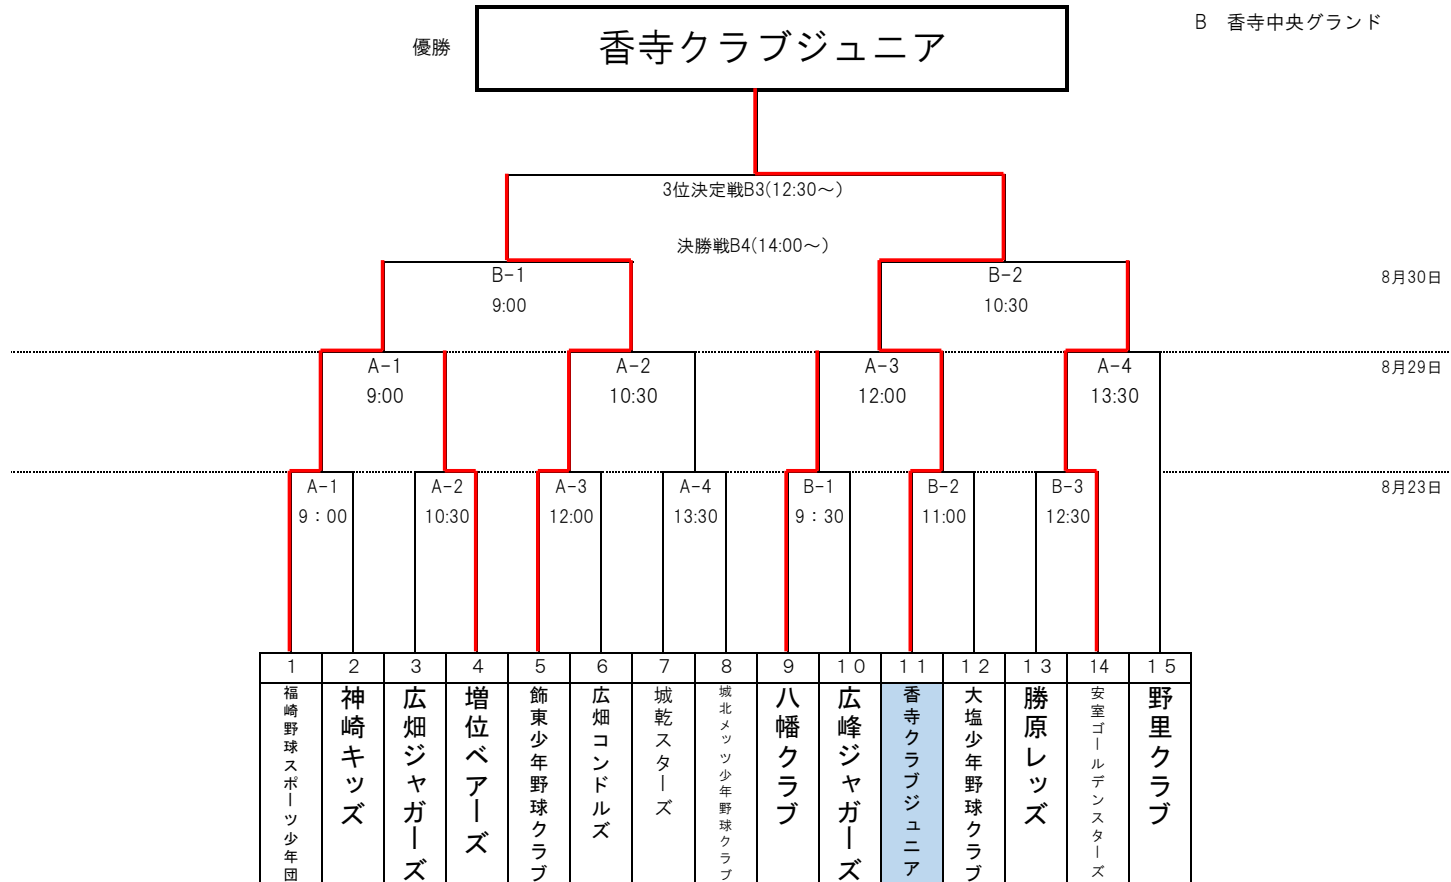 B　香寺中央グランド
優勝
香寺クラブジュニア
3位決定戦B3(12:30～)
決勝戦B4(14:00～)
B-1
9:00
B-2
10:30
8月30日
A-1
9:00
A-2
10:30
A-3
12:00
A-4
13:30
8月29日
A-1
9：00
A-2
10:30
A-3
12:00
A-4
13:30
B-1
9：30
B-2
11:00
B-3
12:30
8月23日
1
2
3
4
5
6
7
8
9
10
11
12
13
14
15
福崎野球スポーツ少年団
神崎キッズ
広畑ジャガーズ
増位ベアーズ
飾東少年野球クラブ
広畑コンドルズ
城乾スターズ
城北メッツ少年野球クラブ
八幡クラブ
広峰ジャガーズ
香寺クラブジュニア
大塩少年野球クラブ
勝原レッズ
安室ゴールデンスターズ
野里クラブ